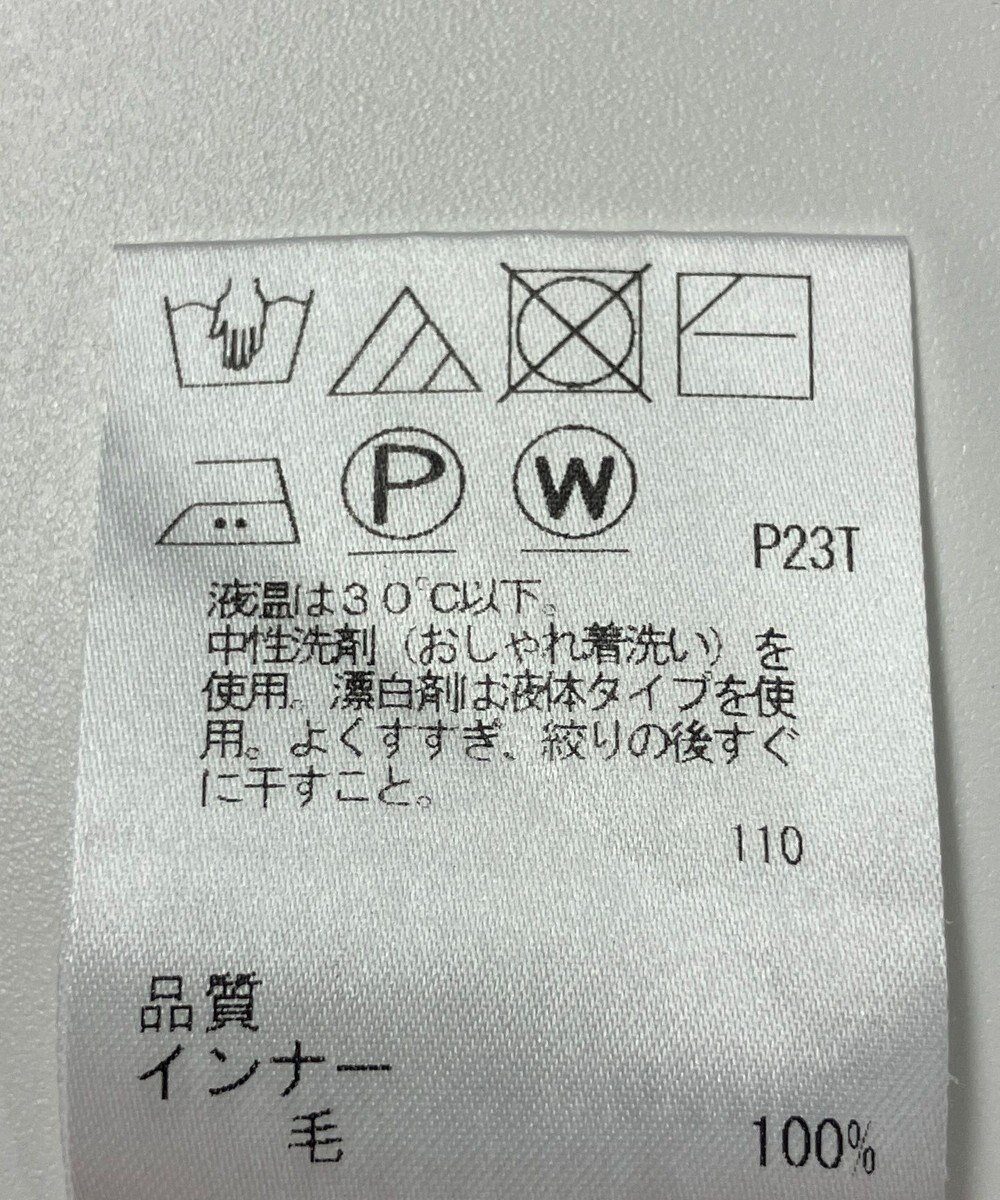 P W
P23T
液温は30℃以下。
中性洗剤(おしゃれ着洗い)を
使用。漂白剤は液体タイプを使
用。よくすすぎ、絞りの後すぐ
に干すこと。
110
品質
インナー
毛 100%